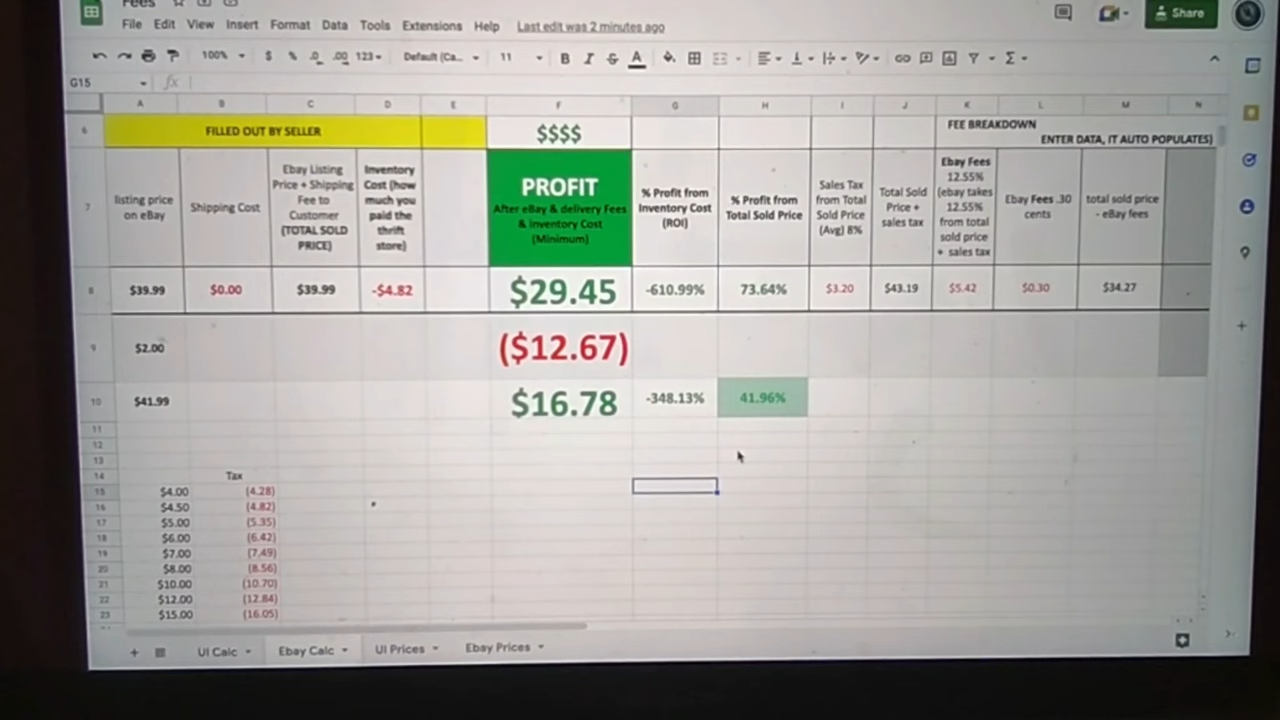 Fees
File Edit View Insert Format Data Tools Extensions Help Last edit was 2 minutes ago
Share
100% $ % .0 .00 123 Default (Ca... 11 B I S A
G15 fx
A B C D E F G H I J K L M N
6 FILLED OUT BY SELLER $$$$ FEE BREAKDOWN
ENTER DATA, IT AUTO POPULATES)
7
listing price
on eBay
Shipping Cost
Ebay Listing
Price + Shipping
Fee to
Customer
(TOTAL SOLD
PRICE)
Inventory
Cost (how
much you
paid the
thrift
store)
PROFIT
After eBay & delivery Fees
& Inventory Cost
(Minimum)
% Profit from
Inventory Cost
(ROI)
% Profit from
Total Sold Price
Sales Tax
from Total
Sold Price
(Avg) 8%
Total Sold
Price +
sales tax
Ebay Fees
12.55%
(ebay takes
12.55%
from total
sold price
+ sales tax
Ebay Fees .30
cents
total sold price
- eBay fees
8 $39.99 $0.00 $39.99 -$4.82 $29.45 -610.99% 73.64% $3.20 $43.19 $5.42 $0.30 $34.27
9 $2.00 ($12.67)
10 $41.99 $16.78 -348.13% 41.96%
11
12
13
14 Tax
15 $4.00 (4.28)
16 $4.50 (4.82)
17 $5.00 (5.35)
18 $6.00 (6.42)
19 $7.00 (7.49)
20 $8.00 (8.56)
21 $10.00 (10.70)
22 $12.00 (12.84)
23 $15.00 (16.05)
UI Calc Ebay Calc UI Prices Ebay Prices